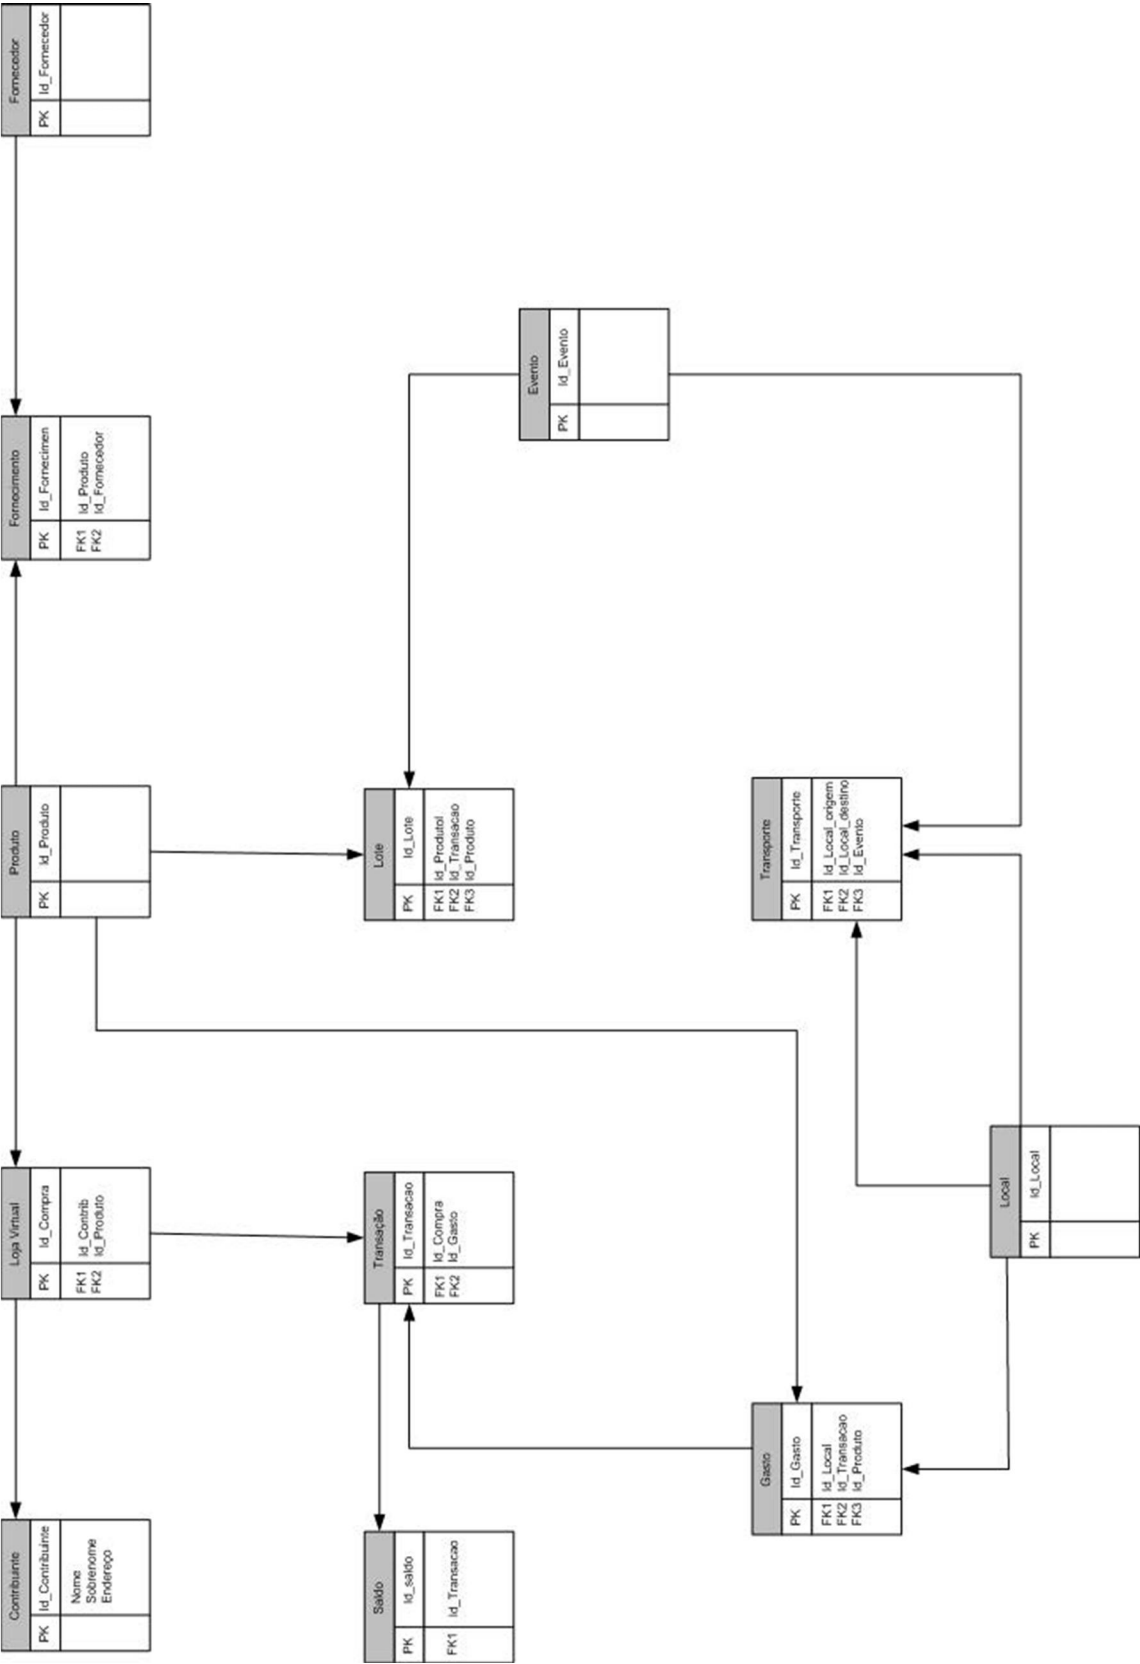 Contribuinte
PK Id_Contribuinte
Nome
Sobrenome
Endereço
Loja Virtual
PK Id_Compra
FK1 Id_Contrib
FK2 Id_Produto
Produto
PK Id_Produto
Fornecimento
PK Id_Fornecimen
FK1 Id_Produto
FK2 Id_Fornecedor
Fornecedor
PK Id_Fornecedor
Saldo
PK Id_saldo
FK1 Id_Transacao
Transação
PK Id_Transacao
FK1 Id_Compra
FK2 Id_Gasto
Lote
PK Id_Lote
FK1 Id_Produtol
FK2 Id_Transacao
FK3 Id_Produto
Evento
PK Id_Evento
Gasto
PK Id_Gasto
FK1 Id_Local
FK2 Id_Transacao
FK3 Id_Produto
Transporte
PK Id_Transporte
FK1 Id_Local_origem
FK2 Id_Local_destino
FK3 Id_Evento
Local
PK Id_Local